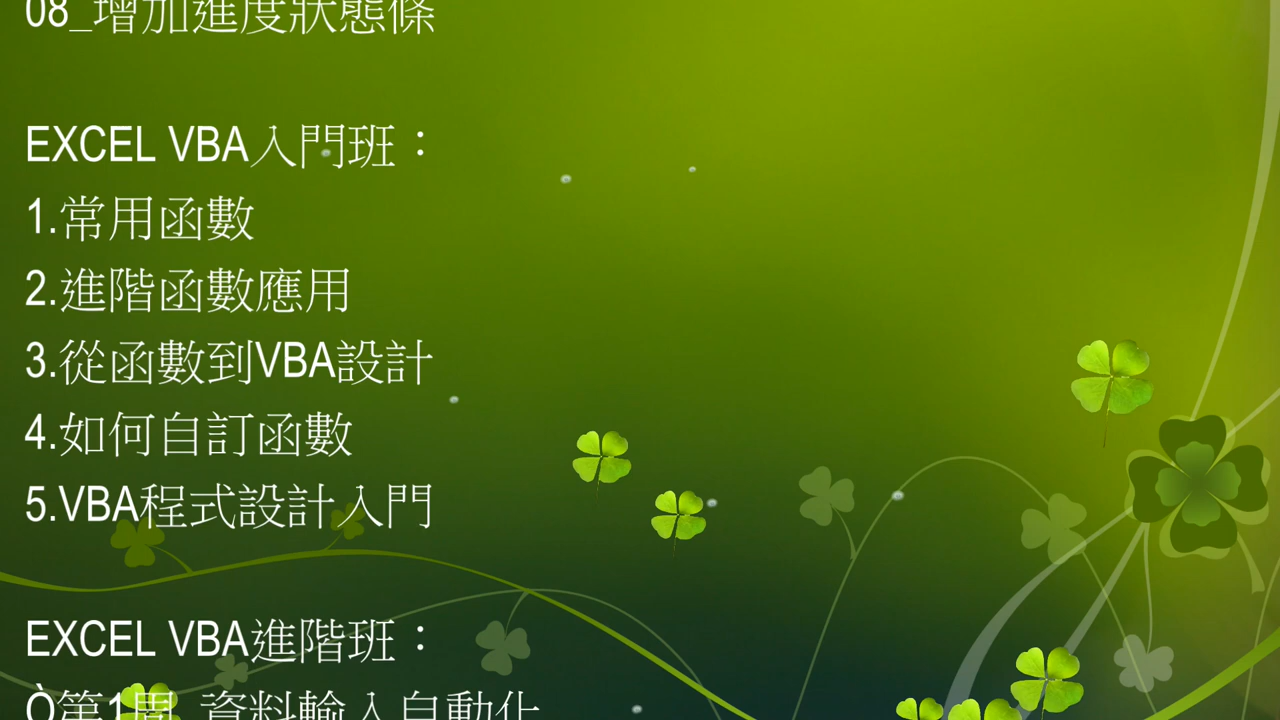 08_增加進度狀態條
EXCEL VBA入門班：
1.常用函數
2.進階函數應用
3.從函數到VBA設計
4.如何自訂函數
5.VBA程式設計入門
EXCEL VBA進階班：
Ò第1周_資料輸入自動化